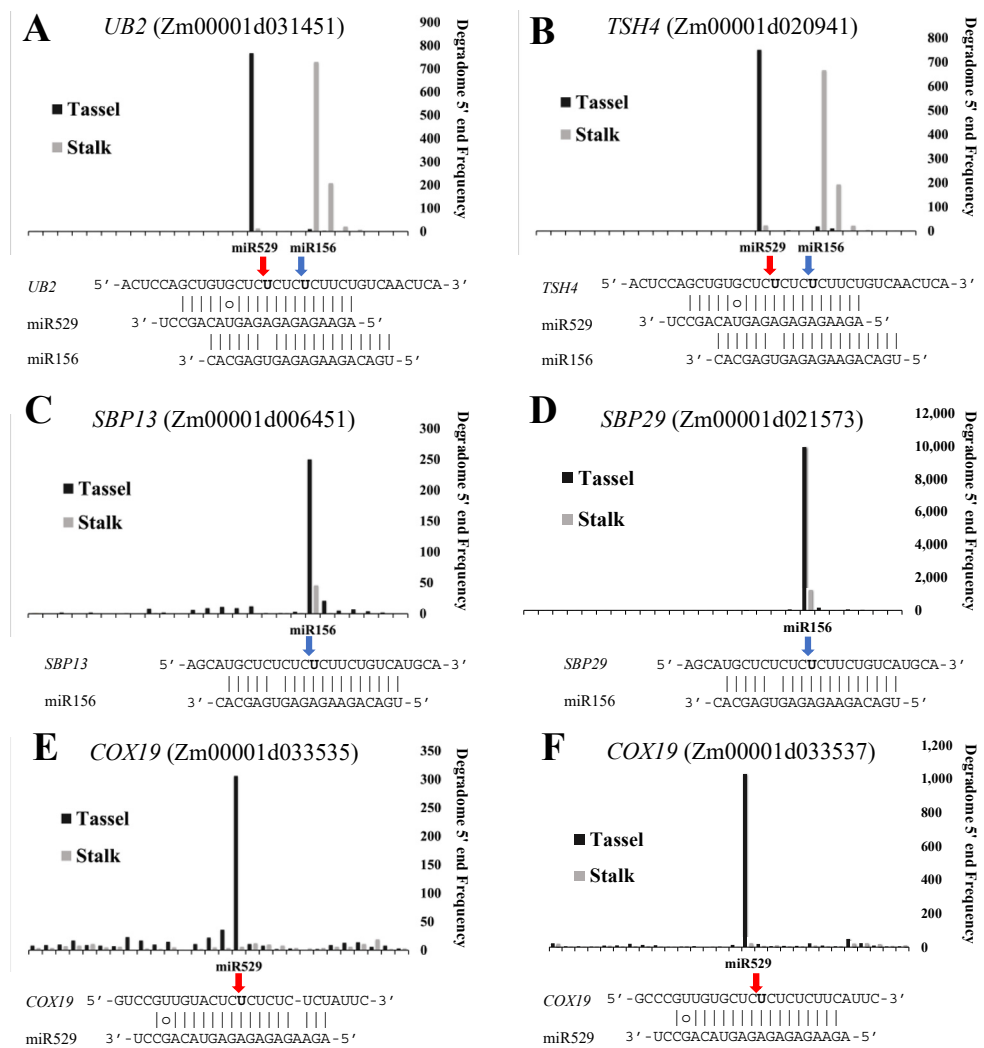 A
UB2 (Zm00001d031451)
Tassel
Stalk
900
800
700
600
500
400
300
200
100
0
Degradome 5' end Frequency
miR529
miR156
UB2 5′-ACUCCAGCUGUGCUCUCUCUCUUCUGUCAACUCA-3′
miR529 3′-UCCGACAUGAGAGAGAGAAGA-5′
miR156 3′-CACGAGUGAGAGAAGACAGU-5′
B
TSH4 (Zm00001d020941)
Tassel
Stalk
800
700
600
500
400
300
200
100
0
Degradome 5' end Frequency
miR529
miR156
TSH4 5′-ACUCCAGCUGUGCUCUCUCUCUUCUGUCAACUCA-3′
miR529 3′-UCCGACAUGAGAGAGAGAAGA-5′
miR156 3′-CACGAGUGAGAGAAGACAGU-5′
C
SBP13 (Zm00001d006451)
Tassel
Stalk
300
250
200
150
100
50
0
Degradome 5' end Frequency
miR156
SBP13 5′-AGCAUGCUCUCUCUCUUCUGUCAUGCA-3′
miR156 3′-CACGAGUGAGAGAAGACAGU-5′
D
SBP29 (Zm00001d021573)
Tassel
Stalk
12,000
10,000
8,000
6,000
4,000
2,000
0
Degradome 5' end Frequency
miR156
SBP29 5′-AGCAUGCUCUCUCUCUUCUGUCAUGCA-3′
miR156 3′-CACGAGUGAGAGAAGACAGU-5′
E
COX19 (Zm00001d033535)
Tassel
Stalk
350
300
250
200
150
100
50
0
Degradome 5' end Frequency
miR529
COX19 5′-GUCCGUUGUACUCUCUCUC-UCUAUUC-3′
miR529 3′-UCCGACAUGAGAGAGAGAAGA-5′
F
COX19 (Zm00001d033537)
Tassel
Stalk
1,200
1,000
800
600
400
200
0
Degradome 5' end Frequency
miR529
COX19 5′-GCCCGUUGUGCUCUCUCUCUUCAUUC-3′
miR529 3′-UCCGACAUGAGAGAGAGAAGA-5′